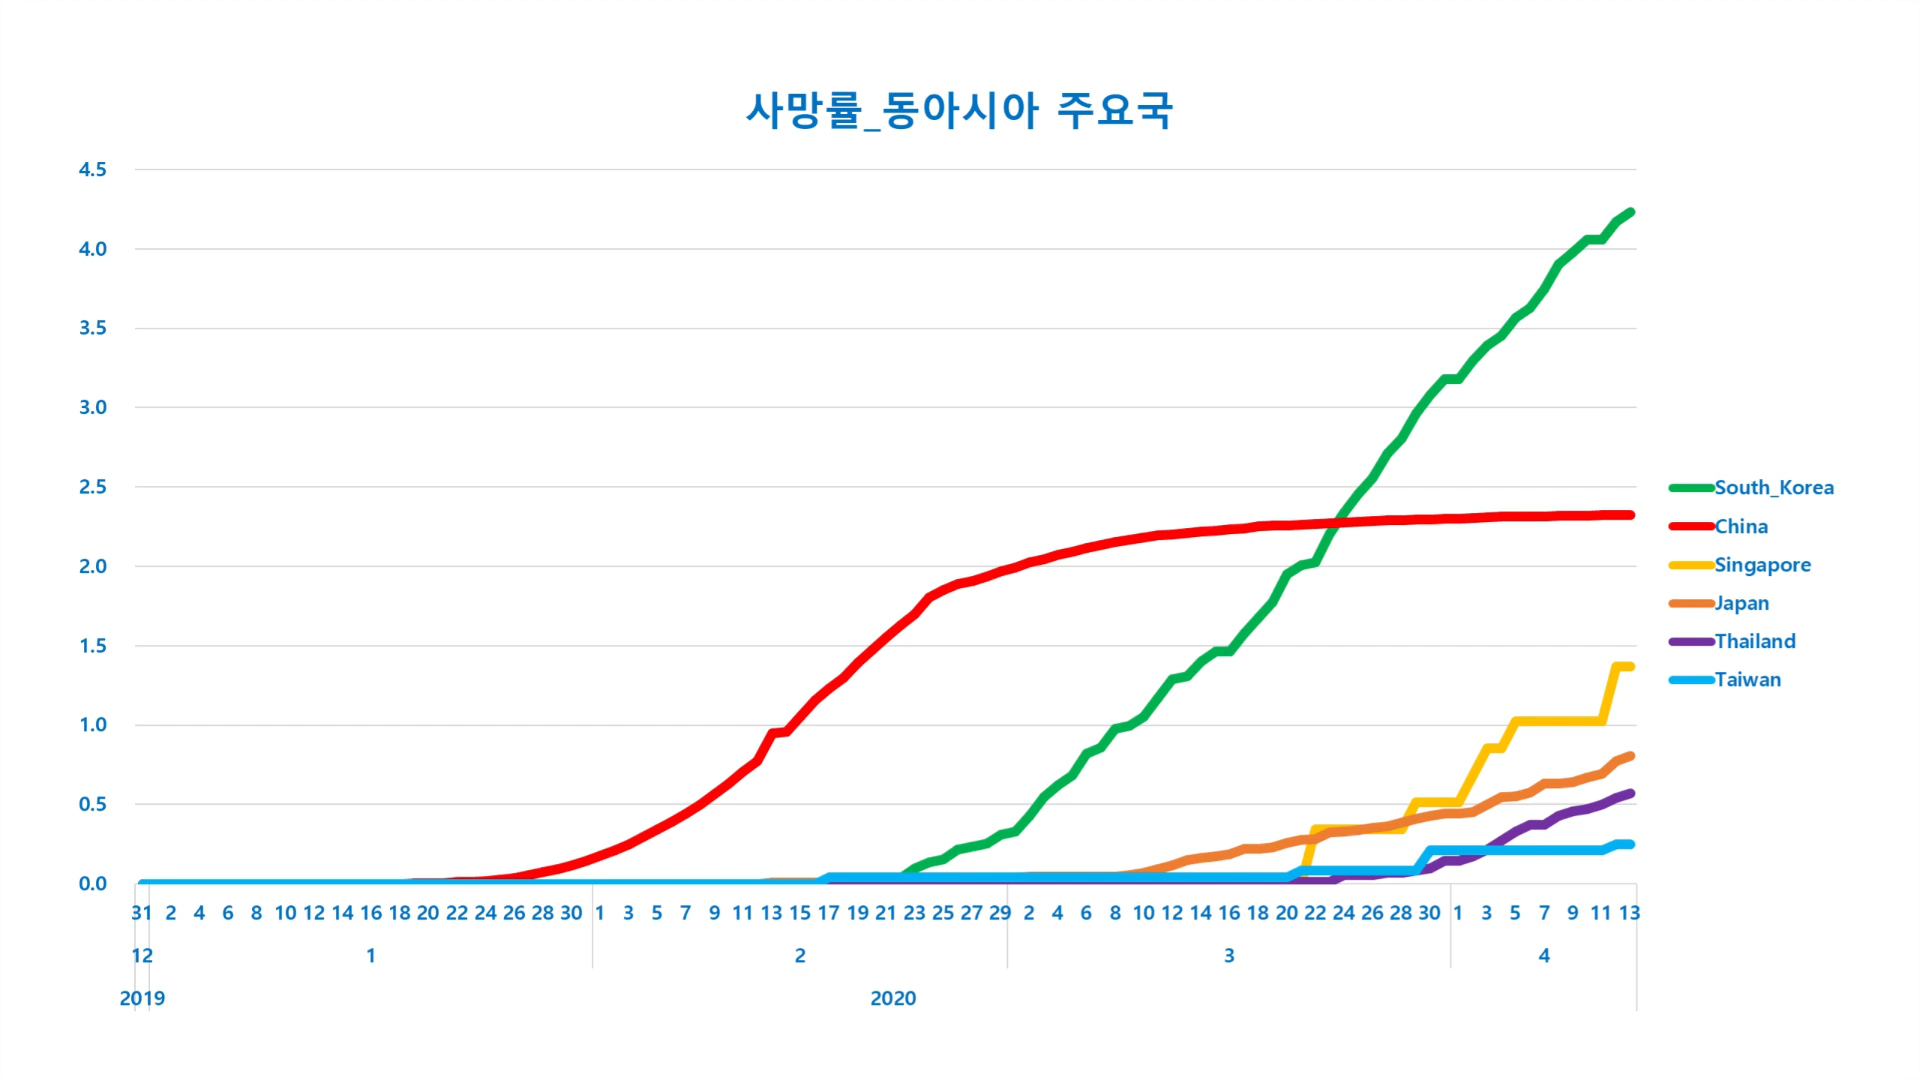 사망률_동아시아 주요국
4.5
4.0
3.5
3.0
2.5
2.0
1.5
1.0
0.5
0.0
South_Korea
China
Singapore
Japan
Thailand
Taiwan
31 2 4 6 8 10 12 14 16 18 20 22 24 26 28 30 1 3 5 7 9 11 13 15 17 19 21 23 25 27 29 2 4 6 8 10 12 14 16 18 20 22 24 26 28 30 1 3 5 7 9 11 13
12 1 2 3 4
2019 2020